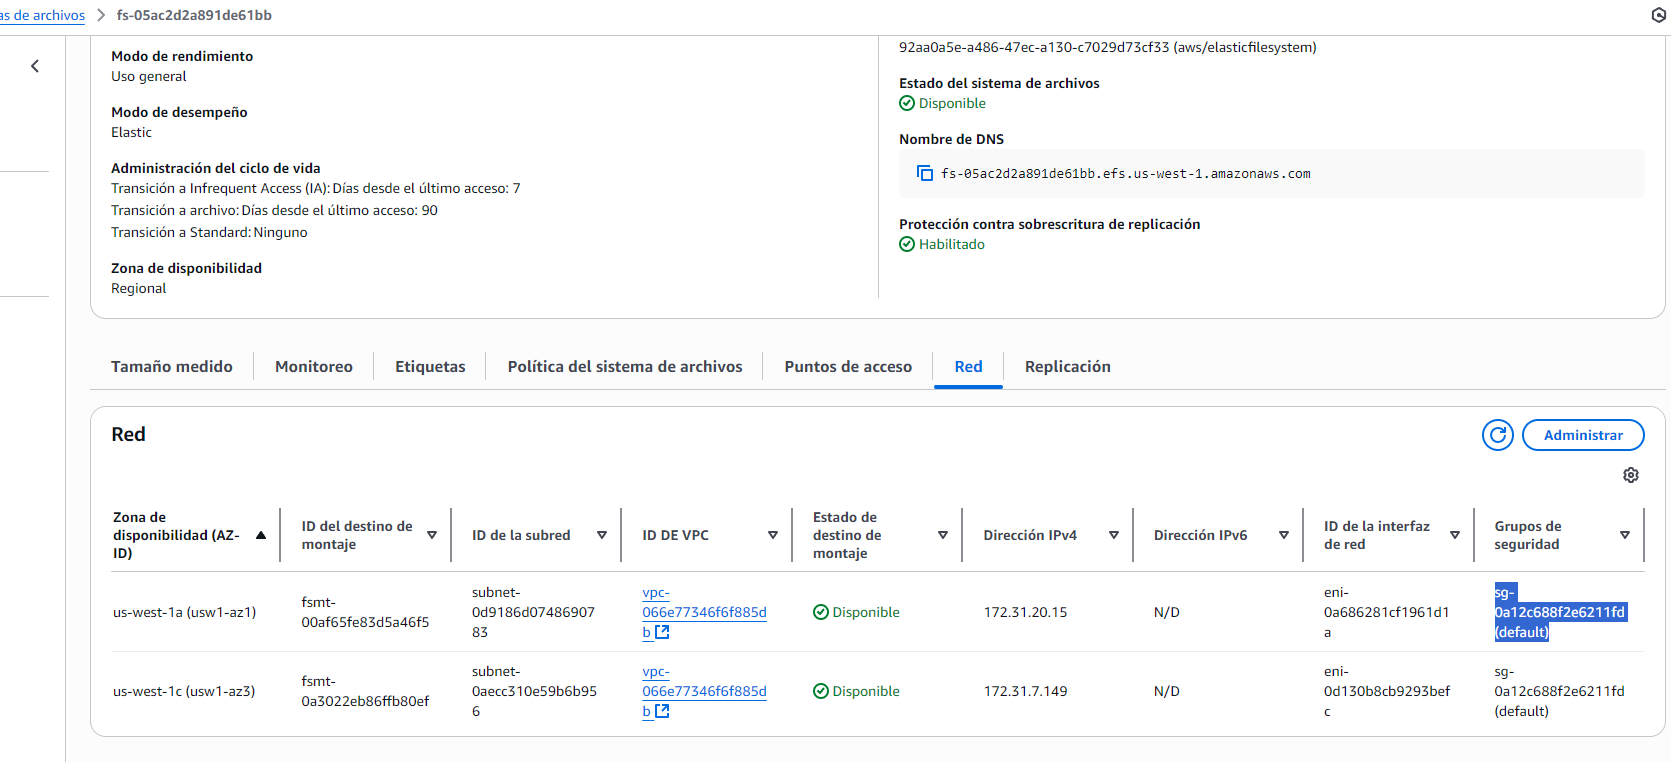 as de archivos > fs-05ac2d2a891de61bb
Modo de rendimiento
Uso general
Modo de desempeño
Elastic
Administración del ciclo de vida
Transición a Infrequent Access (IA): Días desde el último acceso: 7
Transición a archivo: Días desde el último acceso: 90
Transición a Standard: Ninguno
Zona de disponibilidad
Regional
92aa0a5e-a486-47ec-a130-c7029d73cf33 (aws/elasticfilesystem)
Estado del sistema de archivos
Disponible
Nombre de DNS
fs-05ac2d2a891de61bb.efs.us-west-1.amazonaws.com
Protección contra sobrescritura de replicación
Habilitado
Tamaño medido
Monitoreo
Etiquetas
Política del sistema de archivos
Puntos de acceso
Red
Replicación
Red
Administrar
Zona de
disponibilidad (AZ-
ID)
ID del destino de
montaje
ID de la subred
ID DE VPC
Estado de
destino de
montaje
Dirección IPv4
Dirección IPv6
ID de la interfaz
de red
Grupos de
seguridad
us-west-1a (usw1-az1)
fsmt-
00af65fe83d5a46f5
subnet-
0d9186d07486907
83
vpc-
066e77346f6f885d
b
Disponible
172.31.20.15
N/D
eni-
0a686281cf1961d1
a
sg-
0a12c688f2e6211fd
(default)
us-west-1c (usw1-az3)
fsmt-
0a3022eb86ffb80ef
subnet-
0aecc310e59b6b95
6
vpc-
066e77346f6f885d
b
Disponible
172.31.7.149
N/D
eni-
0d130b8cb9293bef
c
sg-
0a12c688f2e6211fd
(default)